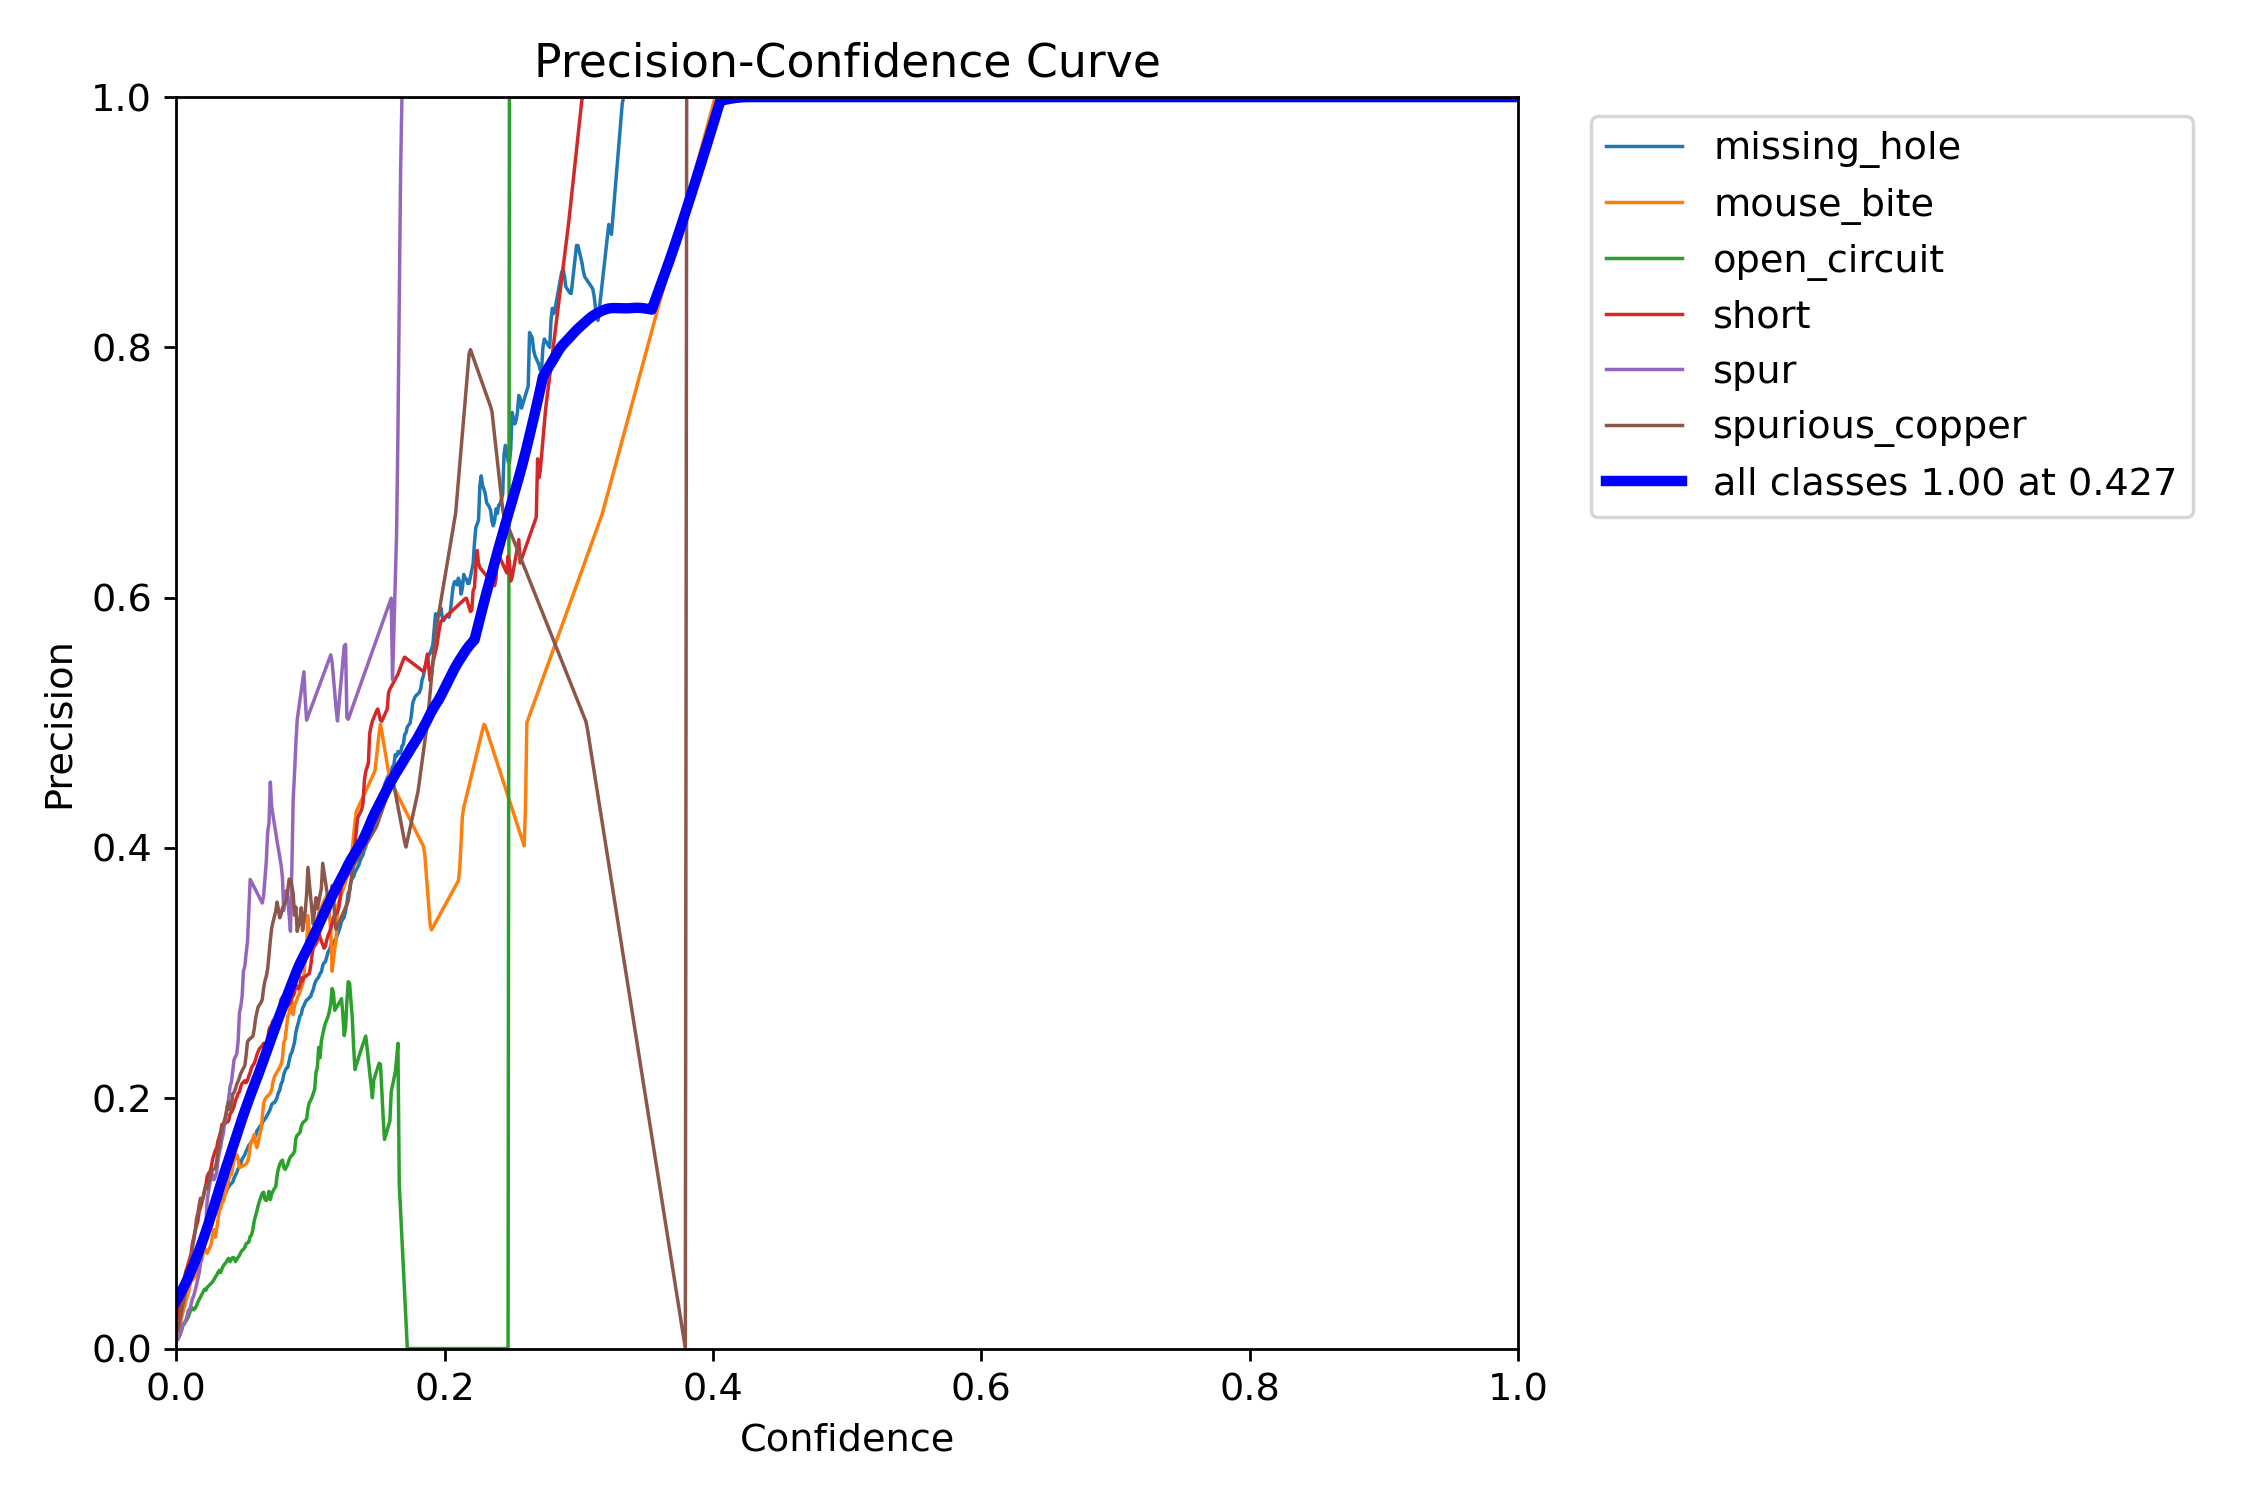 Precision-Confidence Curve
1.0
0.8
0.6
0.4
0.2
0.0
Precision
0.0 0.2 0.4 0.6 0.8 1.0
Confidence
missing_hole
mouse_bite
open_circuit
short
spur
spurious_copper
all classes 1.00 at 0.427